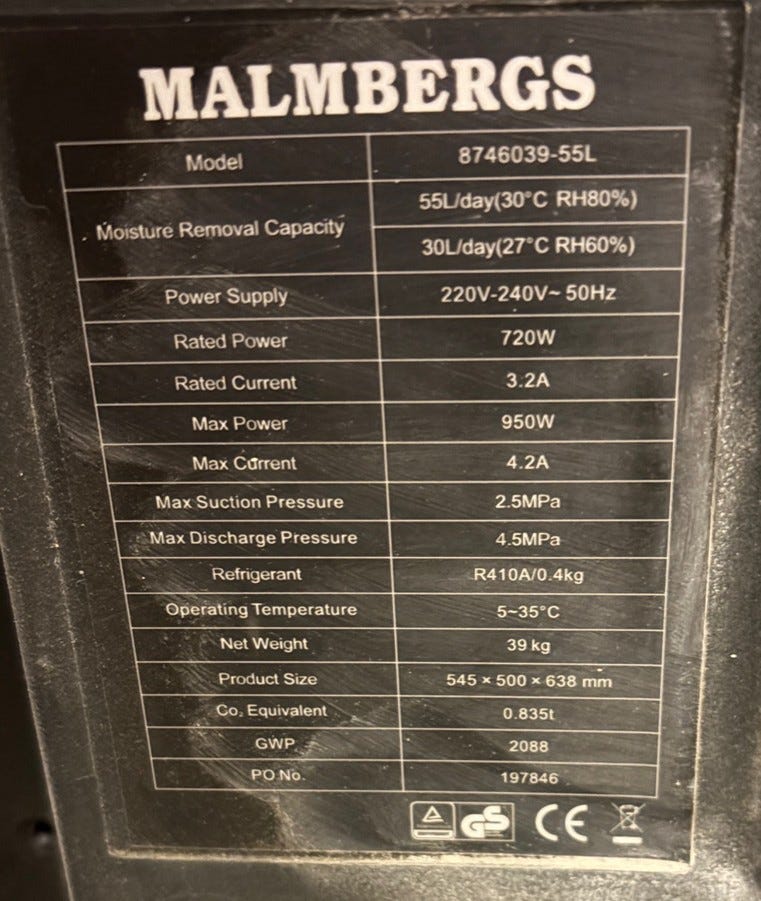 MALMBERGS
Model 8746039-55L
Moisture Removal Capacity 55L/day(30°C RH80%)
30L/day(27°C RH60%)
Power Supply 220V-240V~ 50Hz
Rated Power 720W
Rated Current 3.2A
Max Power 950W
Max Current 4.2A
Max Suction Pressure 2.5MPa
Max Discharge Pressure 4.5MPa
Refrigerant R410A/0.4kg
Operating Temperature 5~35°C
Net Weight 39 kg
Product Size 545 × 500 × 638 mm
Co₂ Equivalent 0.835t
GWP 2088
PO No. 197846
GS CE